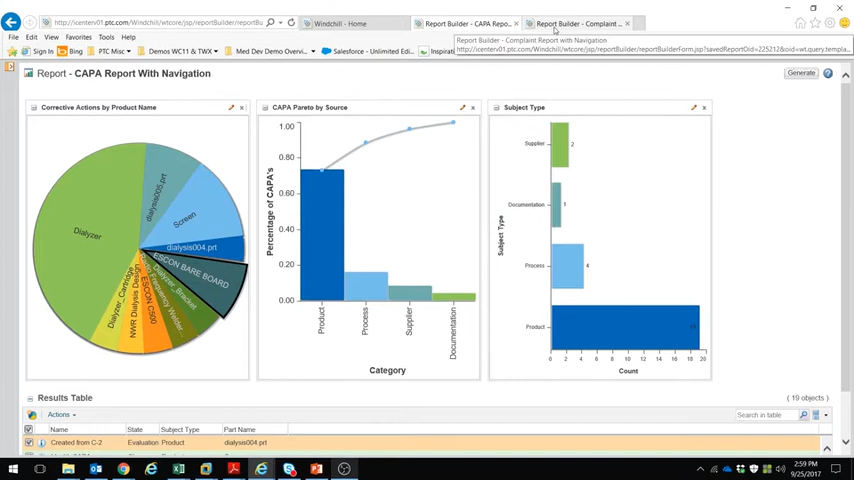 http://icenterv01.ptc.com/Windchill/wtcore/jsp/reportBuilder/reportBu
Windchill - Home
Report Builder - CAPA Repo...
Report Builder - Complaint ...
File Edit View Favorites Tools Help
Sign In
PTC Misc
Demos WC11 & TWX
Med Dev Demo Overvi...
Salesforce - Unlimited ED...
Inspirati
Report Builder - Complaint Report with Navigation
http://icenterv01.ptc.com/Windchill/wtcore/jsp/reportBuilder/reportBuilderForm.jsp?savedReportOid=225212&oid=wt.query.templa...
Report - CAPA Report With Navigation
Generate
Corrective Actions by Product Name
Dialyzer
dialysis005.prt
Screen
dialysis004.prt
ESCON BARE BOARD
Dialyzer_Bracket
Frequency Welder...
ESCON C500
NWR Dialysis Design
Dialyzer_Cartridge
CAPA Pareto by Source
Percentage of CAPA's
1.00
0.80
0.60
0.40
0.20
0.00
Product
Process
Supplier
Documentation
Category
Subject Type
Subject Type
Supplier
2
Documentation
1
Process
4
Product
0 2 4 6 8 10 12 14 16 18 20
Count
Results Table
( 19 objects )
Actions
Search in table
Name State Subject Type Part Name
Created from C-2 Evaluation Product dialysis004.prt
2:59 PM
9/25/2017